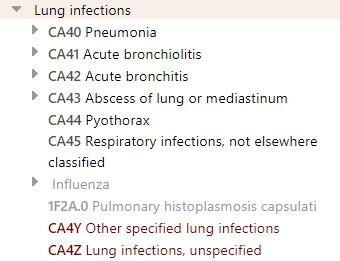 Lung infections
CA40 Pneumonia
CA41 Acute bronchiolitis
CA42 Acute bronchitis
CA43 Abscess of lung or mediastinum
CA44 Pyothorax
CA45 Respiratory infections, not elsewhere
classified
Influenza
1F2A.0 Pulmonary histoplasmosis capsulati
CA4Y Other specified lung infections
CA4Z Lung infections, unspecified